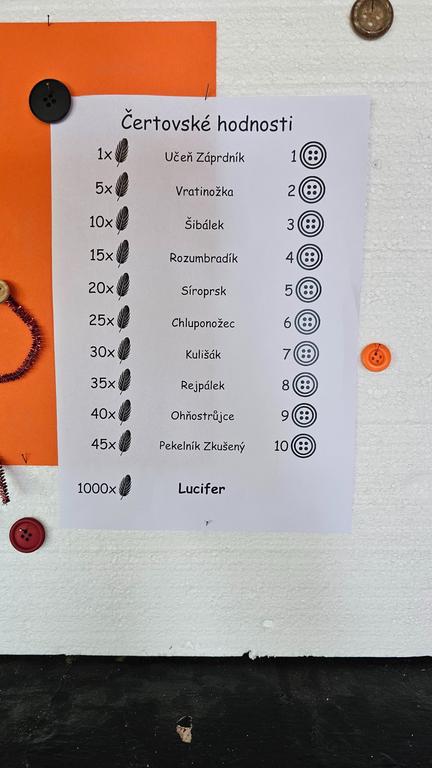 Čertovské hodnosti
1x Učeň Záprdník 1
5x Vratinožka 2
10x Šibálek 3
15x Rozumbradík 4
20x Síroprsk 5
25x Chluponožec 6
30x Kulišák 7
35x Rejpálek 8
40x Ohňostrůjce 9
45x Pekelník Zkušený 10
1000x Lucifer